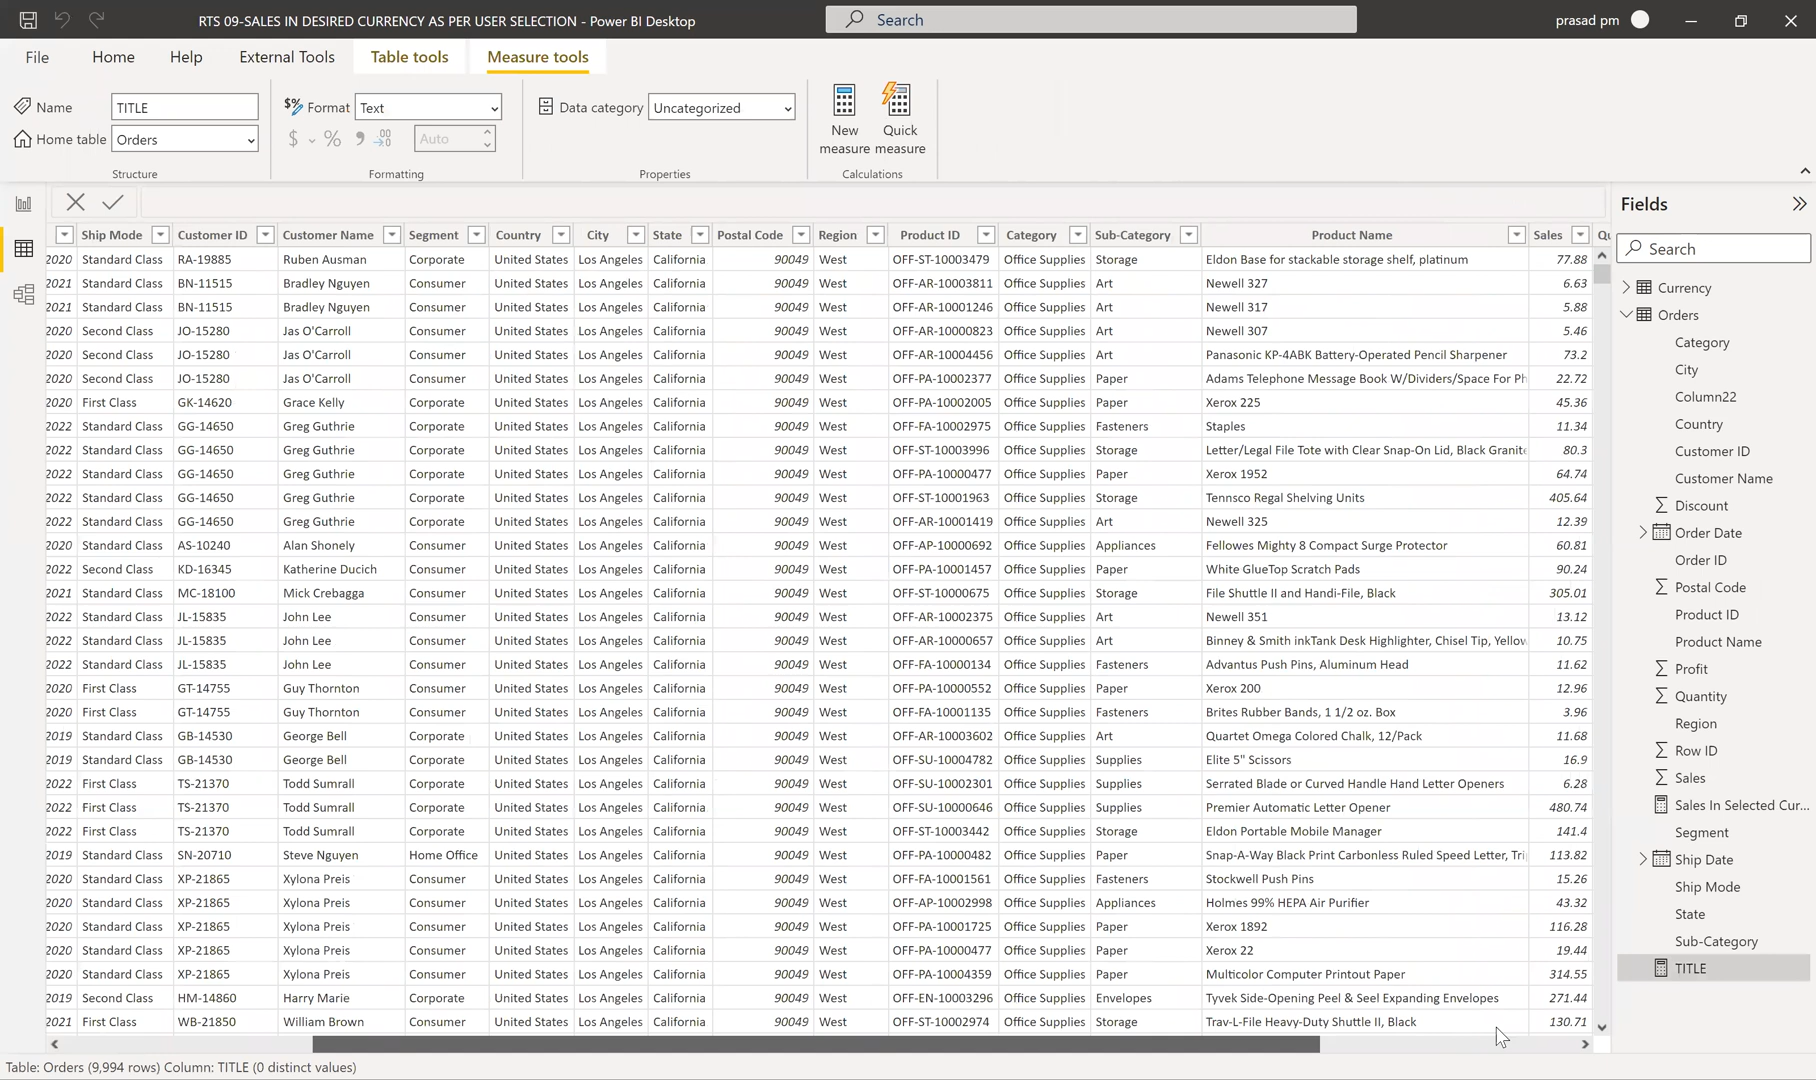 RTS 09-SALES IN DESIRED CURRENCY AS PER USER SELECTION - Power BI Desktop
Search
prasad pm
File Home Help External Tools Table tools Measure tools
Name TITLE
Format Text
Data category Uncategorized
New measure
Quick measure
Home table Orders
$ % Auto
Structure Formatting Properties Calculations
Ship Mode Customer ID Customer Name Segment Country City State Postal Code Region Product ID Category Sub-Category Product Name Sales
2020 Standard Class RA-19885 Ruben Ausman Corporate United States Los Angeles California 90049 West OFF-ST-10003479 Office Supplies Storage Eldon Base for stackable storage shelf, platinum 77.88
2021 Standard Class BN-11515 Bradley Nguyen Consumer United States Los Angeles California 90049 West OFF-AR-10003811 Office Supplies Art Newell 327 6.63
2021 Standard Class BN-11515 Bradley Nguyen Consumer United States Los Angeles California 90049 West OFF-AR-10001246 Office Supplies Art Newell 317 5.88
2020 Second Class JO-15280 Jas O'Carroll Consumer United States Los Angeles California 90049 West OFF-AR-10000823 Office Supplies Art Newell 307 5.46
2020 Second Class JO-15280 Jas O'Carroll Consumer United States Los Angeles California 90049 West OFF-AR-10004456 Office Supplies Art Panasonic KP-4ABK Battery-Operated Pencil Sharpener 73.2
2020 Second Class JO-15280 Jas O'Carroll Consumer United States Los Angeles California 90049 West OFF-PA-10002377 Office Supplies Paper Adams Telephone Message Book W/Dividers/Space For Ph 22.72
2020 First Class GK-14620 Grace Kelly Corporate United States Los Angeles California 90049 West OFF-PA-10002005 Office Supplies Paper Xerox 225 45.36
2022 Standard Class GG-14650 Greg Guthrie Corporate United States Los Angeles California 90049 West OFF-FA-10002975 Office Supplies Fasteners Staples 11.34
2022 Standard Class GG-14650 Greg Guthrie Corporate United States Los Angeles California 90049 West OFF-ST-10003996 Office Supplies Storage Letter/Legal File Tote with Clear Snap-On Lid, Black Granite 80.3
2022 Standard Class GG-14650 Greg Guthrie Corporate United States Los Angeles California 90049 West OFF-PA-10000477 Office Supplies Paper Xerox 1952 64.74
2022 Standard Class GG-14650 Greg Guthrie Corporate United States Los Angeles California 90049 West OFF-ST-10001963 Office Supplies Storage Tennsco Regal Shelving Units 405.64
2022 Standard Class GG-14650 Greg Guthrie Corporate United States Los Angeles California 90049 West OFF-AR-10001419 Office Supplies Art Newell 325 12.39
2020 Standard Class AS-10240 Alan Shonely Consumer United States Los Angeles California 90049 West OFF-AP-10000692 Office Supplies Appliances Fellowes Mighty 8 Compact Surge Protector 60.81
2022 Second Class KD-16345 Katherine Ducich Consumer United States Los Angeles California 90049 West OFF-PA-10001457 Office Supplies Paper White GlueTop Scratch Pads 90.24
2021 Standard Class MC-18100 Mick Crebagga Consumer United States Los Angeles California 90049 West OFF-ST-10000675 Office Supplies Storage File Shuttle II and Handi-File, Black 305.01
2022 Standard Class JL-15835 John Lee Consumer United States Los Angeles California 90049 West OFF-AR-10002375 Office Supplies Art Newell 351 13.12
2022 Standard Class JL-15835 John Lee Consumer United States Los Angeles California 90049 West OFF-AR-10000657 Office Supplies Art Binney & Smith inkTank Desk Highlighter, Chisel Tip, Yellow 10.75
2022 Standard Class JL-15835 John Lee Consumer United States Los Angeles California 90049 West OFF-FA-10000134 Office Supplies Fasteners Advantus Push Pins, Aluminum Head 11.62
2020 First Class GT-14755 Guy Thornton Consumer United States Los Angeles California 90049 West OFF-PA-10000552 Office Supplies Paper Xerox 200 12.96
2020 First Class GT-14755 Guy Thornton Consumer United States Los Angeles California 90049 West OFF-FA-10001135 Office Supplies Fasteners Brites Rubber Bands, 1 1/2 oz. Box 3.96
2019 Standard Class GB-14530 George Bell Corporate United States Los Angeles California 90049 West OFF-AR-10003602 Office Supplies Art Quartet Omega Colored Chalk, 12/Pack 11.68
2019 Standard Class GB-14530 George Bell Corporate United States Los Angeles California 90049 West OFF-SU-10004782 Office Supplies Supplies Elite 5" Scissors 16.9
2022 First Class TS-21370 Todd Sumrall Corporate United States Los Angeles California 90049 West OFF-SU-10002301 Office Supplies Supplies Serrated Blade or Curved Handle Hand Letter Openers 6.28
2022 First Class TS-21370 Todd Sumrall Corporate United States Los Angeles California 90049 West OFF-SU-10000646 Office Supplies Supplies Premier Automatic Letter Opener 480.74
2022 First Class TS-21370 Todd Sumrall Corporate United States Los Angeles California 90049 West OFF-ST-10003442 Office Supplies Storage Eldon Portable Mobile Manager 141.4
2019 Standard Class SN-20710 Steve Nguyen Home Office United States Los Angeles California 90049 West OFF-PA-10000482 Office Supplies Paper Snap-A-Way Black Print Carbonless Ruled Speed Letter, Tri 113.82
2020 Standard Class XP-21865 Xylona Preis Consumer United States Los Angeles California 90049 West OFF-FA-10001561 Office Supplies Fasteners Stockwell Push Pins 15.26
2020 Standard Class XP-21865 Xylona Preis Consumer United States Los Angeles California 90049 West OFF-AP-10002998 Office Supplies Appliances Holmes 99% HEPA Air Purifier 43.32
2020 Standard Class XP-21865 Xylona Preis Consumer United States Los Angeles California 90049 West OFF-PA-10001725 Office Supplies Paper Xerox 1892 116.28
2020 Standard Class XP-21865 Xylona Preis Consumer United States Los Angeles California 90049 West OFF-PA-10000477 Office Supplies Paper Xerox 22 19.44
2020 Standard Class XP-21865 Xylona Preis Consumer United States Los Angeles California 90049 West OFF-PA-10004359 Office Supplies Paper Multicolor Computer Printout Paper 314.55
2019 Second Class HM-14860 Harry Marie Corporate United States Los Angeles California 90049 West OFF-EN-10003296 Office Supplies Envelopes Tyvek Side-Opening Peel & Seel Expanding Envelopes 271.44
2021 First Class WB-21850 William Brown Consumer United States Los Angeles California 90049 West OFF-ST-10002974 Office Supplies Storage Trav-L-File Heavy-Duty Shuttle II, Black 130.71
Fields
Search
Currency
Orders
Category
City
Column22
Country
Customer ID
Customer Name
Discount
Order Date
Order ID
Postal Code
Product ID
Product Name
Profit
Quantity
Region
Row ID
Sales
Sales In Selected Cur...
Segment
Ship Date
Ship Mode
State
Sub-Category
TITLE
Table: Orders (9,994 rows) Column: TITLE (0 distinct values)